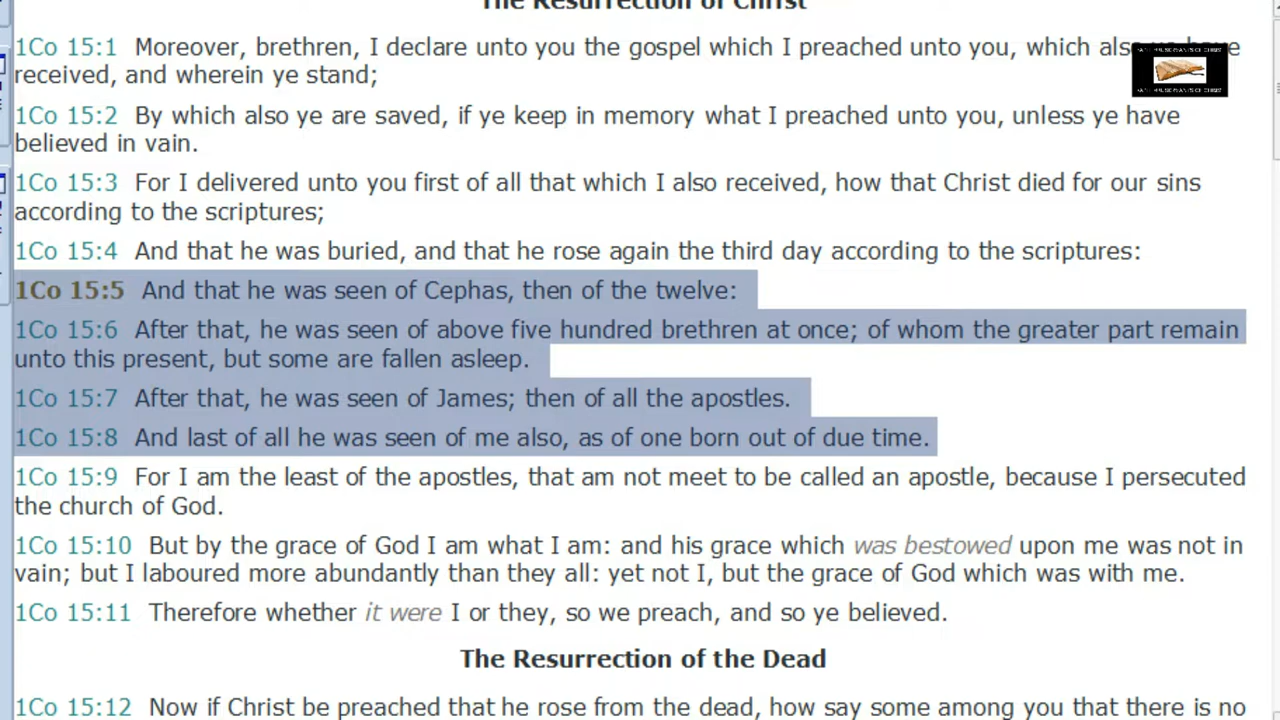 The Resurrection of Christ
1Co 15:1 Moreover, brethren, I declare unto you the gospel which I preached unto you, which also ye have
received, and wherein ye stand;
1Co 15:2 By which also ye are saved, if ye keep in memory what I preached unto you, unless ye have
believed in vain.
1Co 15:3 For I delivered unto you first of all that which I also received, how that Christ died for our sins
according to the scriptures;
1Co 15:4 And that he was buried, and that he rose again the third day according to the scriptures:
1Co 15:5 And that he was seen of Cephas, then of the twelve:
1Co 15:6 After that, he was seen of above five hundred brethren at once; of whom the greater part remain
unto this present, but some are fallen asleep.
1Co 15:7 After that, he was seen of James; then of all the apostles.
1Co 15:8 And last of all he was seen of me also, as of one born out of due time.
1Co 15:9 For I am the least of the apostles, that am not meet to be called an apostle, because I persecuted
the church of God.
1Co 15:10 But by the grace of God I am what I am: and his grace which was bestowed upon me was not in
vain; but I laboured more abundantly than they all: yet not I, but the grace of God which was with me.
1Co 15:11 Therefore whether it were I or they, so we preach, and so ye believed.
The Resurrection of the Dead
1Co 15:12 Now if Christ be preached that he rose from the dead, how say some among you that there is no